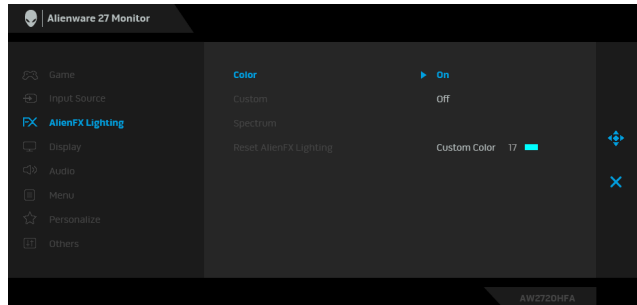 Alienware 27 Monitor
Game
Color
On
Input Source
Custom
Off
FX AlienFX Lighting
Spectrum
Display
Reset AlienFX Lighting
Custom Color 17
Audio
Menu
Personalize
Others
AW2720HFA